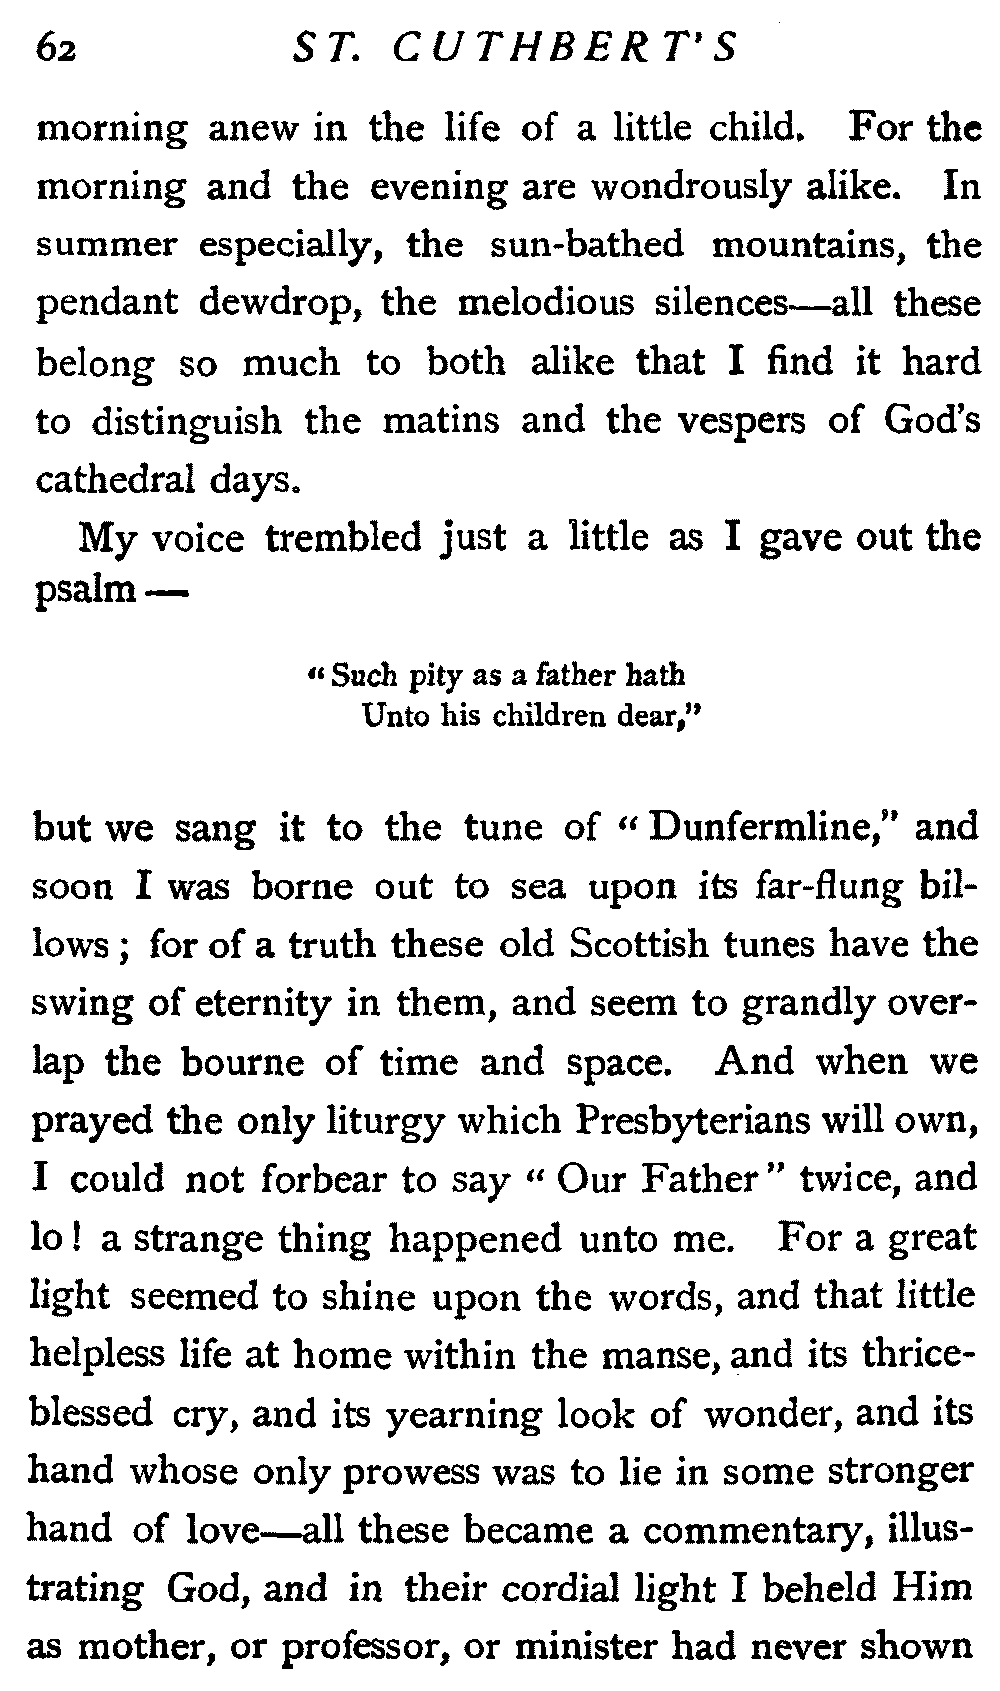 62 ST. CUTHBERT'S
morning anew in the life of a little child. For the
morning and the evening are wondrously alike. In
summer especially, the sun-bathed mountains, the
pendant dewdrop, the melodious silences—all these
belong so much to both alike that I find it hard
to distinguish the matins and the vespers of God's
cathedral days.
My voice trembled just a little as I gave out the
psalm —
“ Such pity as a father hath
Unto his children dear,”
but we sang it to the tune of “ Dunfermline,” and
soon I was borne out to sea upon its far-flung bil-
lows ; for of a truth these old Scottish tunes have the
swing of eternity in them, and seem to grandly over-
lap the bourne of time and space. And when we
prayed the only liturgy which Presbyterians will own,
I could not forbear to say “ Our Father ” twice, and
lo ! a strange thing happened unto me. For a great
light seemed to shine upon the words, and that little
helpless life at home within the manse, and its thrice-
blessed cry, and its yearning look of wonder, and its
hand whose only prowess was to lie in some stronger
hand of love—all these became a commentary, illus-
trating God, and in their cordial light I beheld Him
as mother, or professor, or minister had never shown